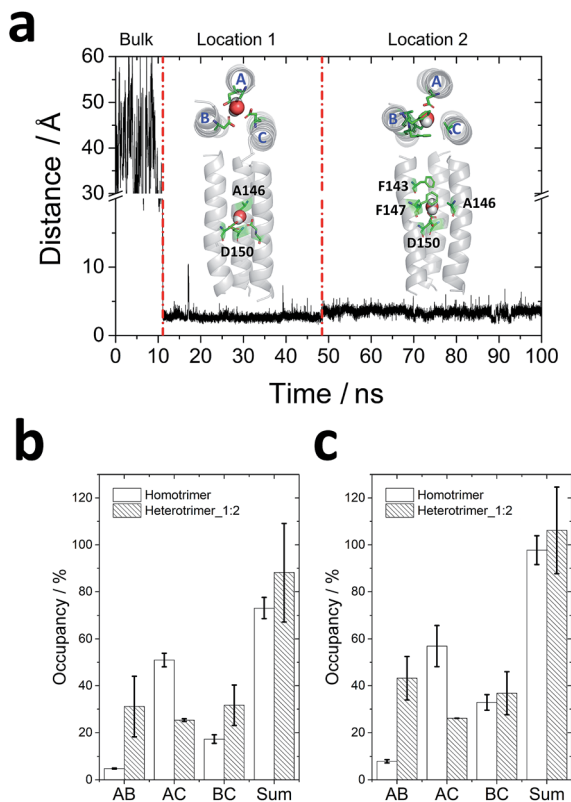 a
Bulk Location 1 Location 2
60
50
40
30
20
10
0
Distance / Å
A
B
C
A146
D150
A
B
C
F143
F147
A146
D150
0 10 20 30 40 50 60 70 80 90 100
Time / ns
b
Homotrimer
Heterotrimer_1:2
120
100
80
60
40
20
0
Occupancy / %
AB AC BC Sum
c
Homotrimer
Heterotrimer_1:2
120
100
80
60
40
20
0
Occupancy / %
AB AC BC Sum